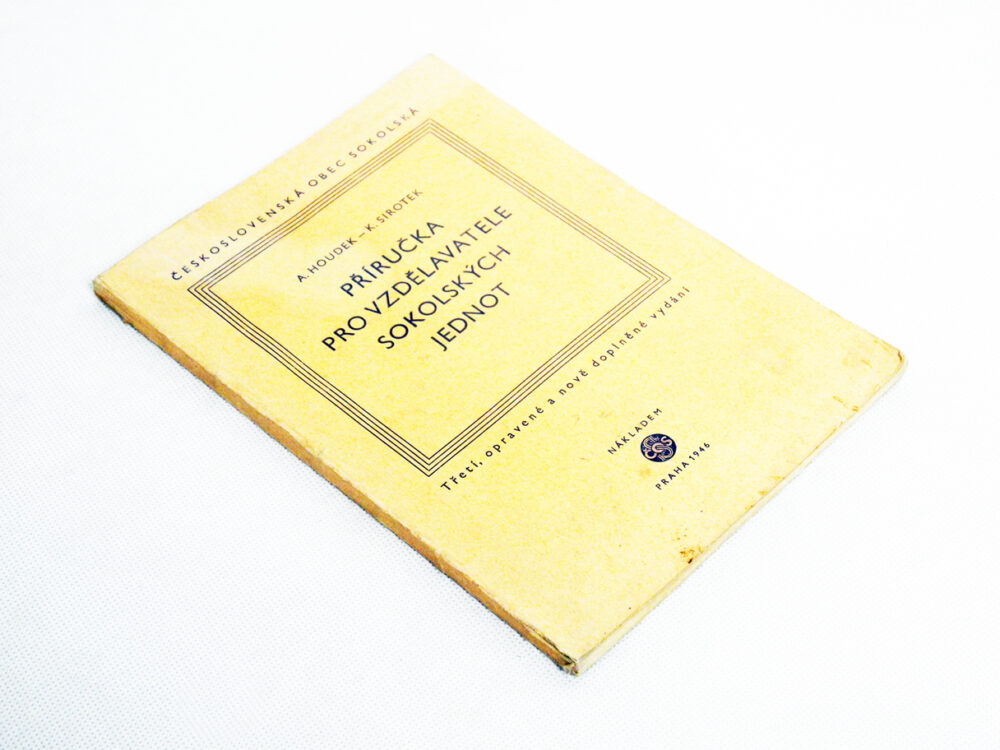 ČESKOSLOVENSKÁ OBEC SOKOLSKÁ
A. HOUDEK – K. SIROTEK
PŘÍRUČKA
PRO VZDĚLAVATELE
SOKOLSKÝCH
JEDNOT
Třetí, opravené a nově doplněné vydání
NÁKLADEM
PRAHA 1946